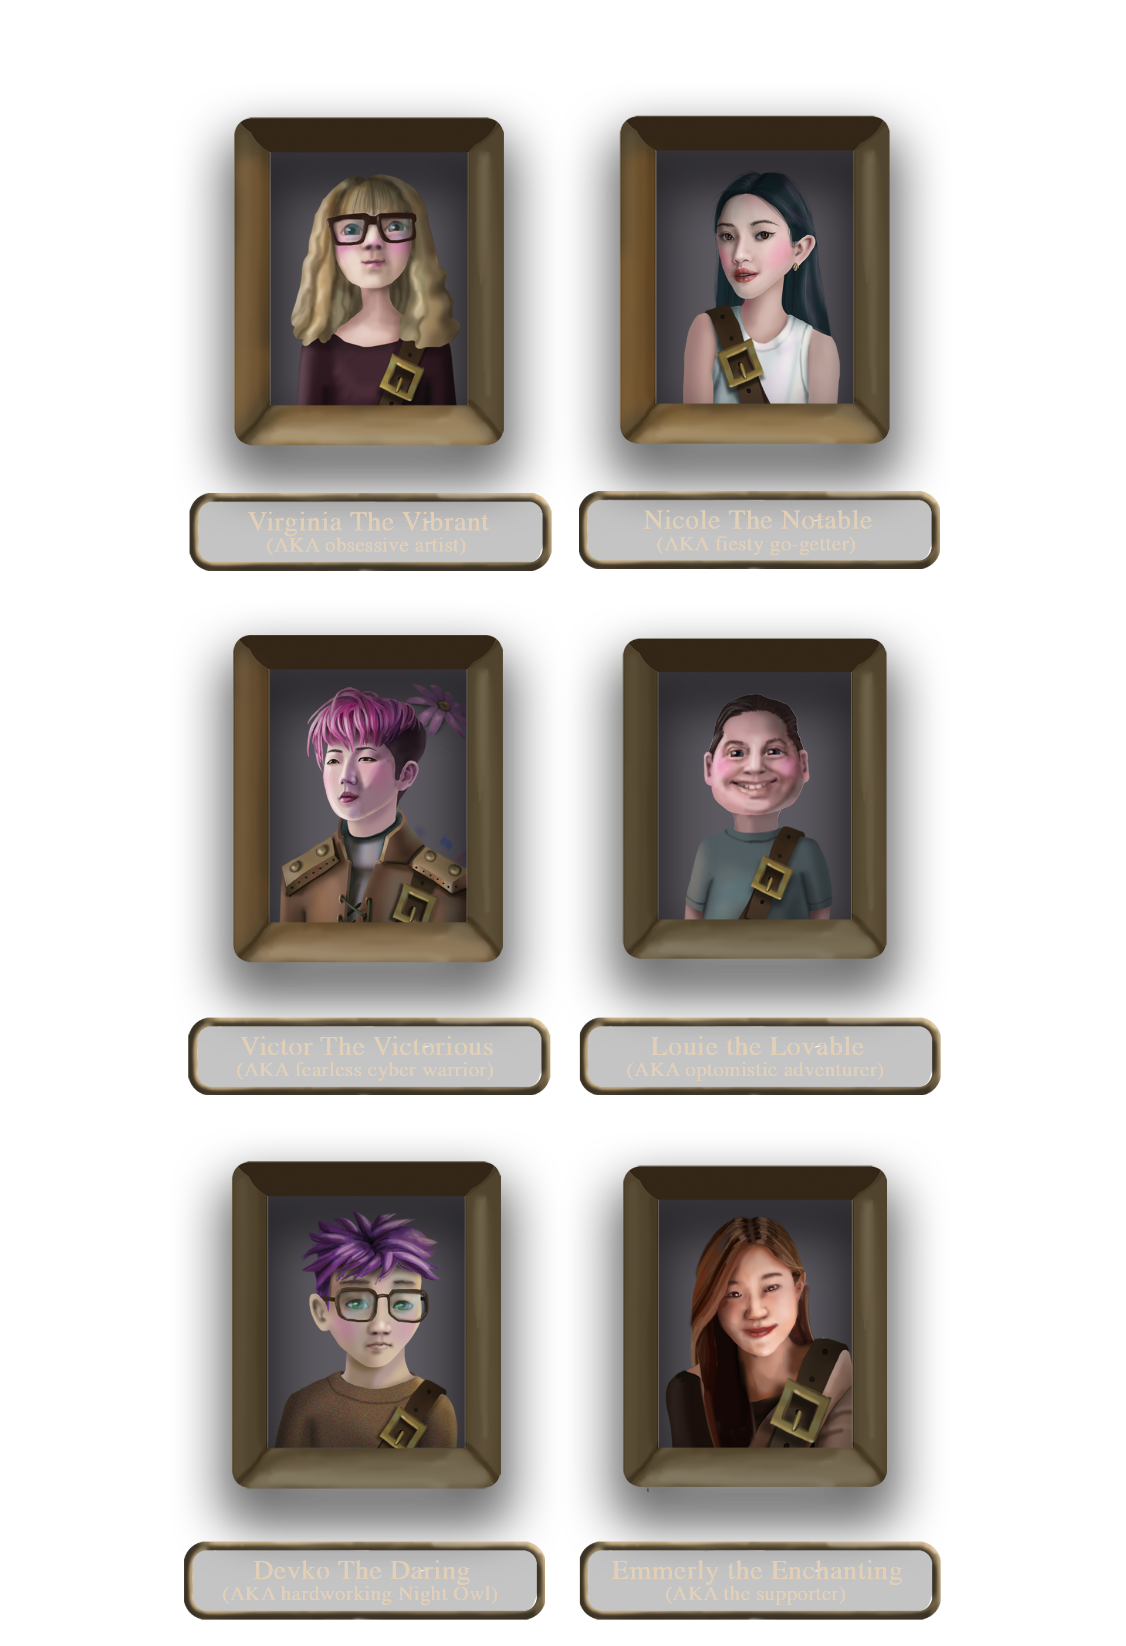 Virginia The Vibrant
(AKA obsessive artist)
Nicole The Notable
(AKA fiesty go-getter)
Victor The Victorious
(AKA fearless cyber warrior)
Louie the Lovable
(AKA optomistic adventurer)
Devko The Daring
(AKA hardworking Night Owl)
Emmerly the Enchanting
(AKA the supporter)